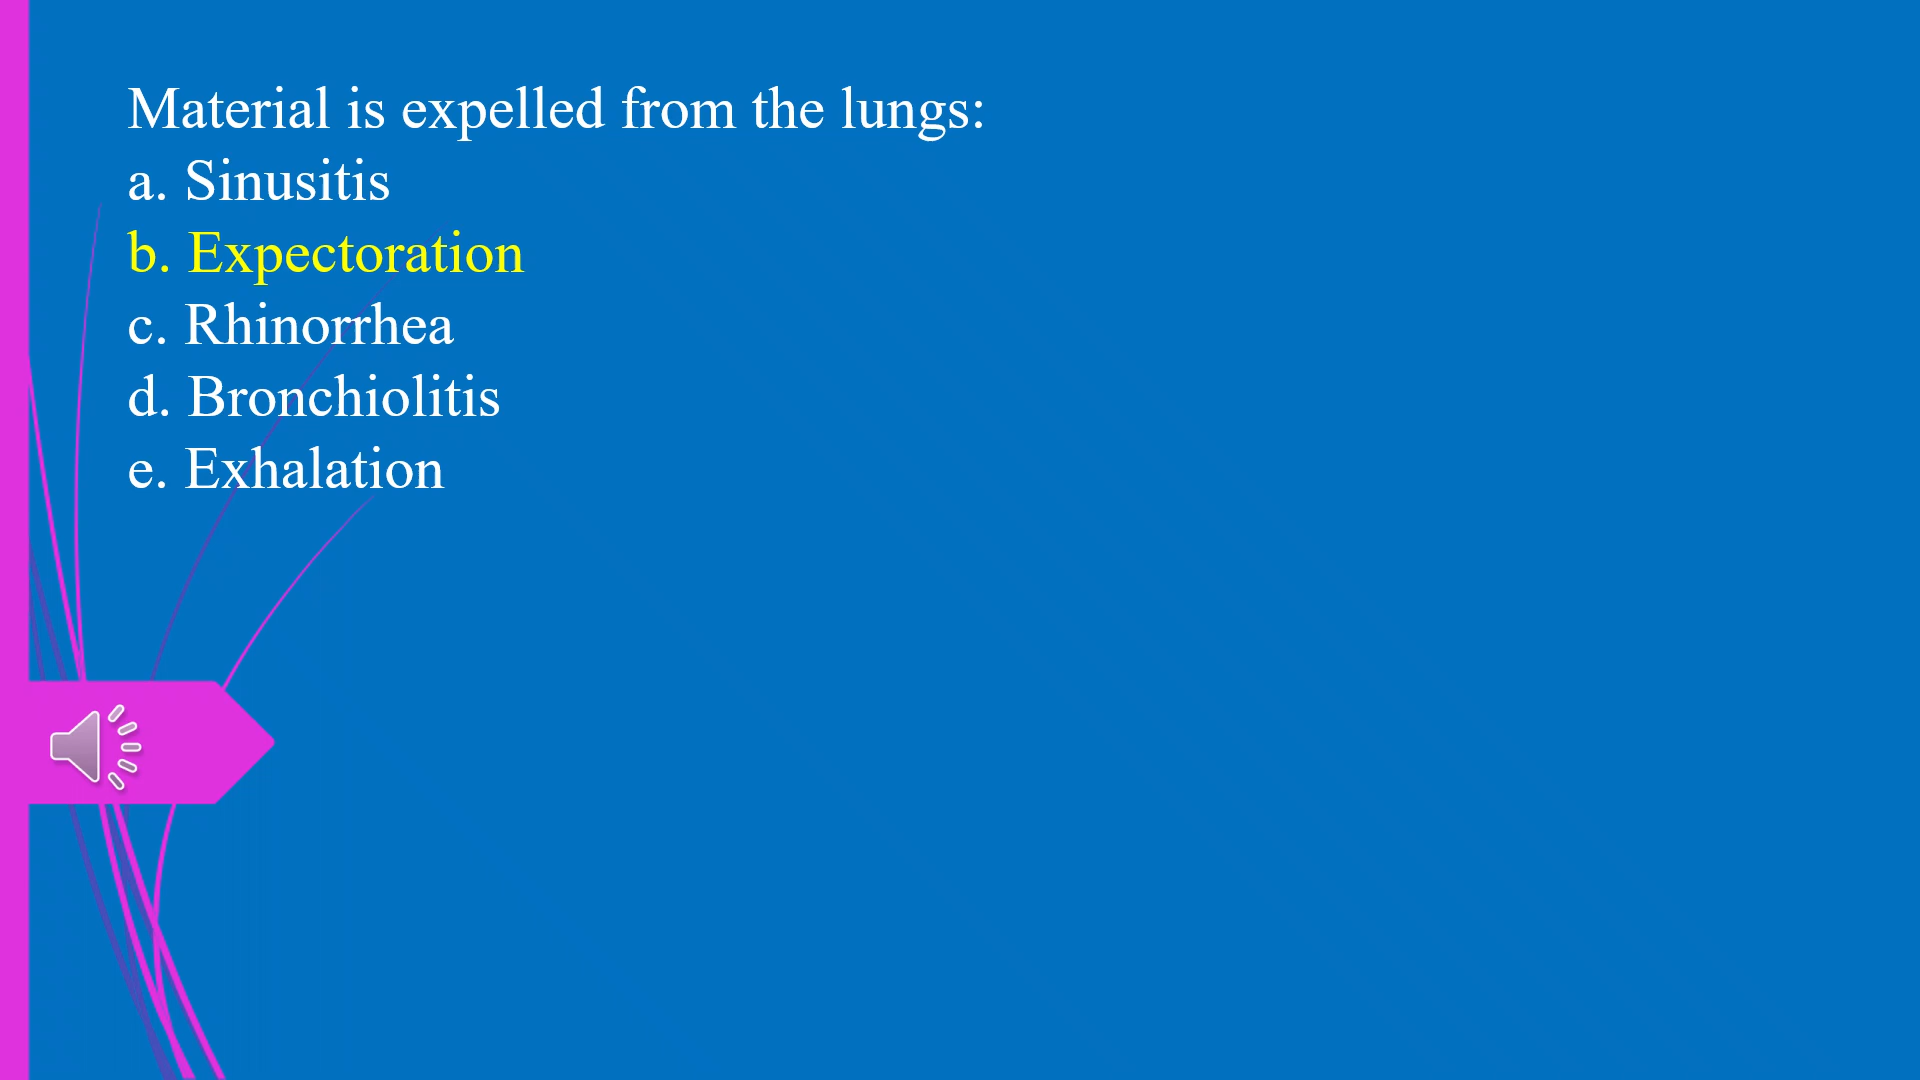 Material is expelled from the lungs:
a. Sinusitis
b. Expectoration
c. Rhinorrhea
d. Bronchiolitis
e. Exhalation